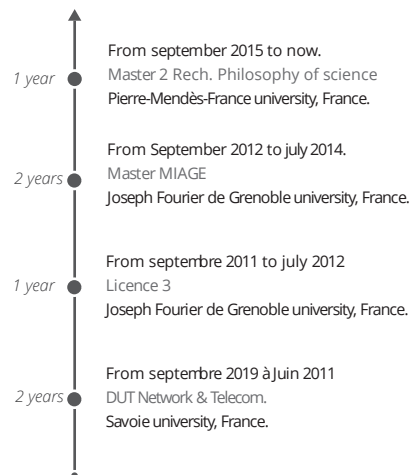 From september 2015 to now.
1 year
Master 2 Rech. Philosophy of science
Pierre-Mendès-France university, France.
From September 2012 to july 2014.
Master MIAGE
2 years
Joseph Fourier de Grenoble university, France.
From septembre 2011 to july 2012
1 year
Licence 3
Joseph Fourier de Grenoble university, France.
From septembre 2019 à Juin 2011
2 years
DUT Network & Telecom.
Savoie university, France.